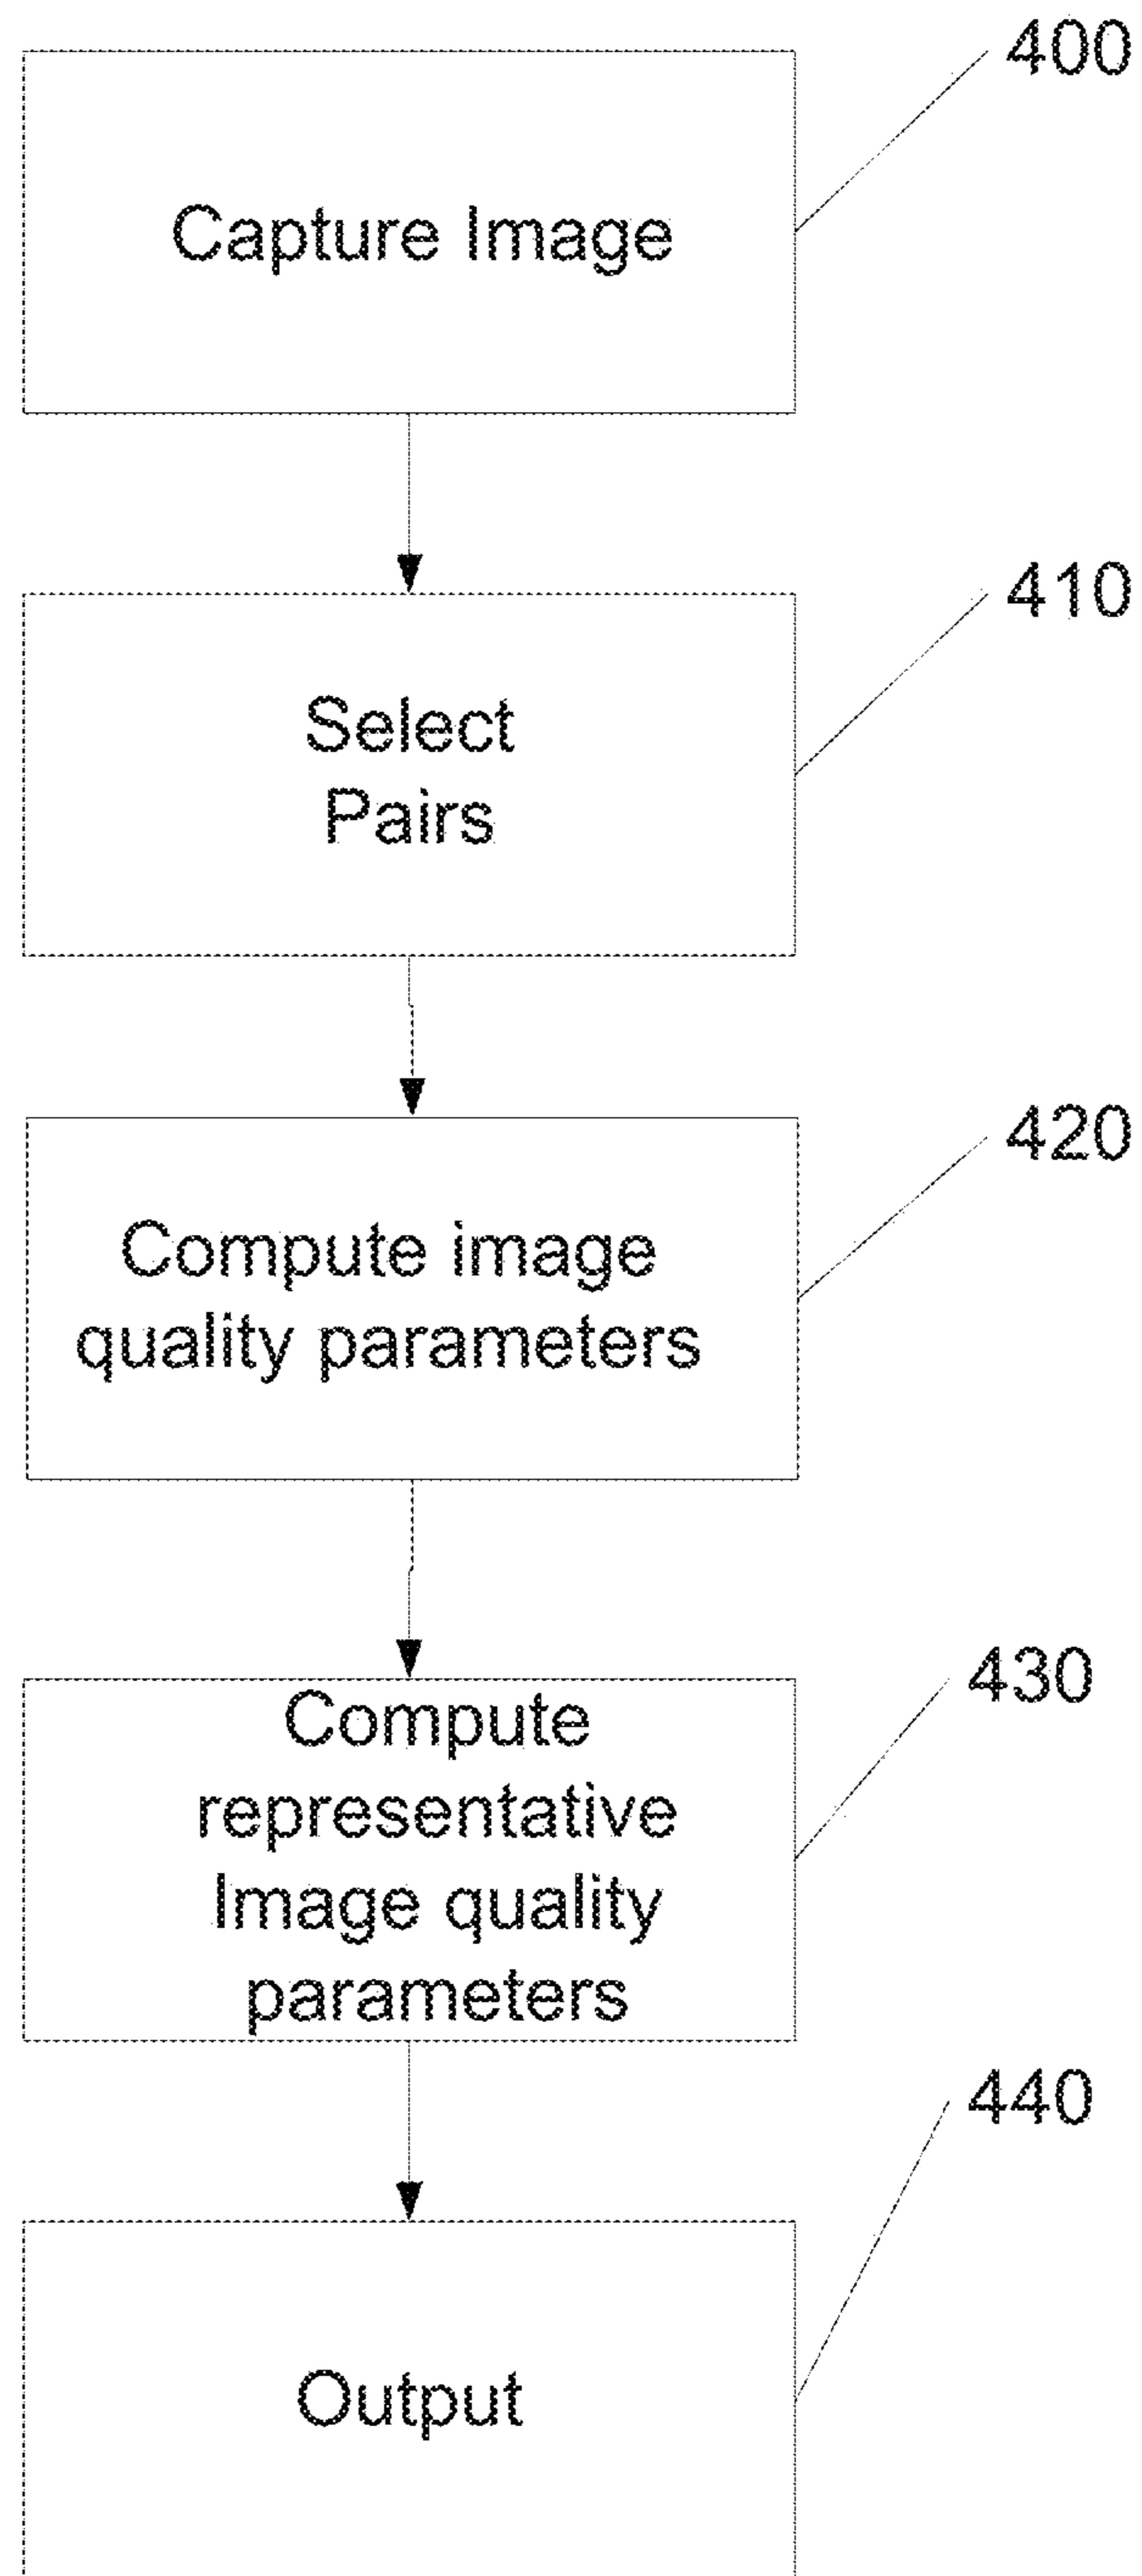 400
Capture Image
410
Select
Pairs
420
Compute image
quality parameters
430
Compute
representative
Image quality
parameters
440
Output